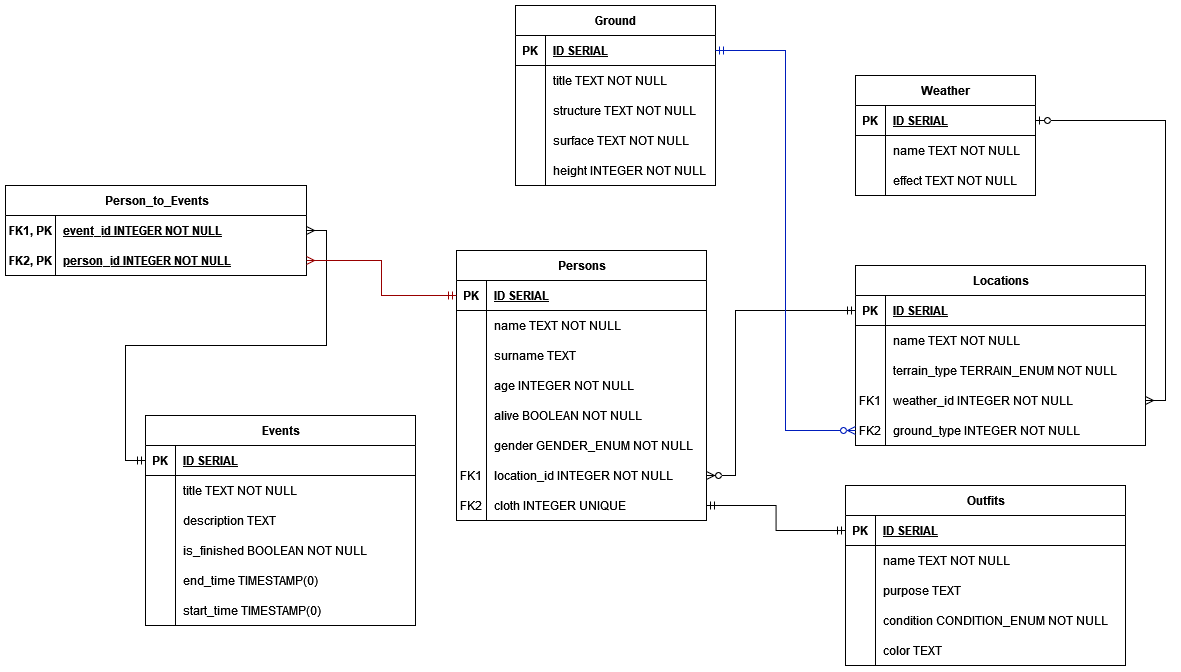 Ground
PK ID SERIAL
title TEXT NOT NULL
structure TEXT NOT NULL
surface TEXT NOT NULL
height INTEGER NOT NULL
Weather
PK ID SERIAL
name TEXT NOT NULL
effect TEXT NOT NULL
Person_to_Events
FK1, PK event_id INTEGER NOT NULL
FK2, PK person_id INTEGER NOT NULL
Persons
PK ID SERIAL
name TEXT NOT NULL
surname TEXT
age INTEGER NOT NULL
alive BOOLEAN NOT NULL
gender GENDER_ENUM NOT NULL
FK1 location_id INTEGER NOT NULL
FK2 cloth INTEGER UNIQUE
Locations
PK ID SERIAL
name TEXT NOT NULL
terrain_type TERRAIN_ENUM NOT NULL
FK1 weather_id INTEGER NOT NULL
FK2 ground_type INTEGER NOT NULL
Events
PK ID SERIAL
title TEXT NOT NULL
description TEXT
is_finished BOOLEAN NOT NULL
end_time TIMESTAMP(0)
start_time TIMESTAMP(0)
Outfits
PK ID SERIAL
name TEXT NOT NULL
purpose TEXT
condition CONDITION_ENUM NOT NULL
color TEXT